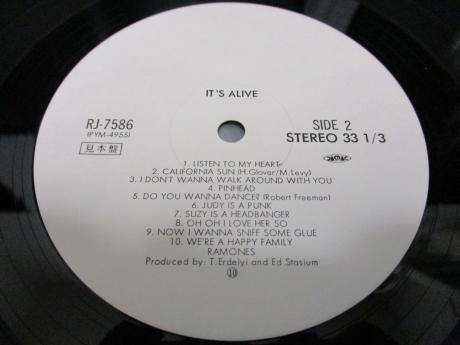 IT'S ALIVE
RJ-7586
(PYM-4955)
見本盤
SIDE 2
STEREO 33 1/3
1. LISTEN TO MY HEART
2. CALIFORNIA SUN (H.Glover/M.Levy)
3. I DON'T WANNA WALK AROUND WITH YOU
4. PINHEAD
5. DO YOU WANNA DANCE? (Robert Freeman)
6. JUDY IS A PUNK
7. SUZY IS A HEADBANGER
8. OH OH I LOVE HER SO
9. NOW I WANNA SNIFF SOME GLUE
10. WE'RE A HAPPY FAMILY
RAMONES
Produced by: T.Erdelyi and Ed Stasium
⑩